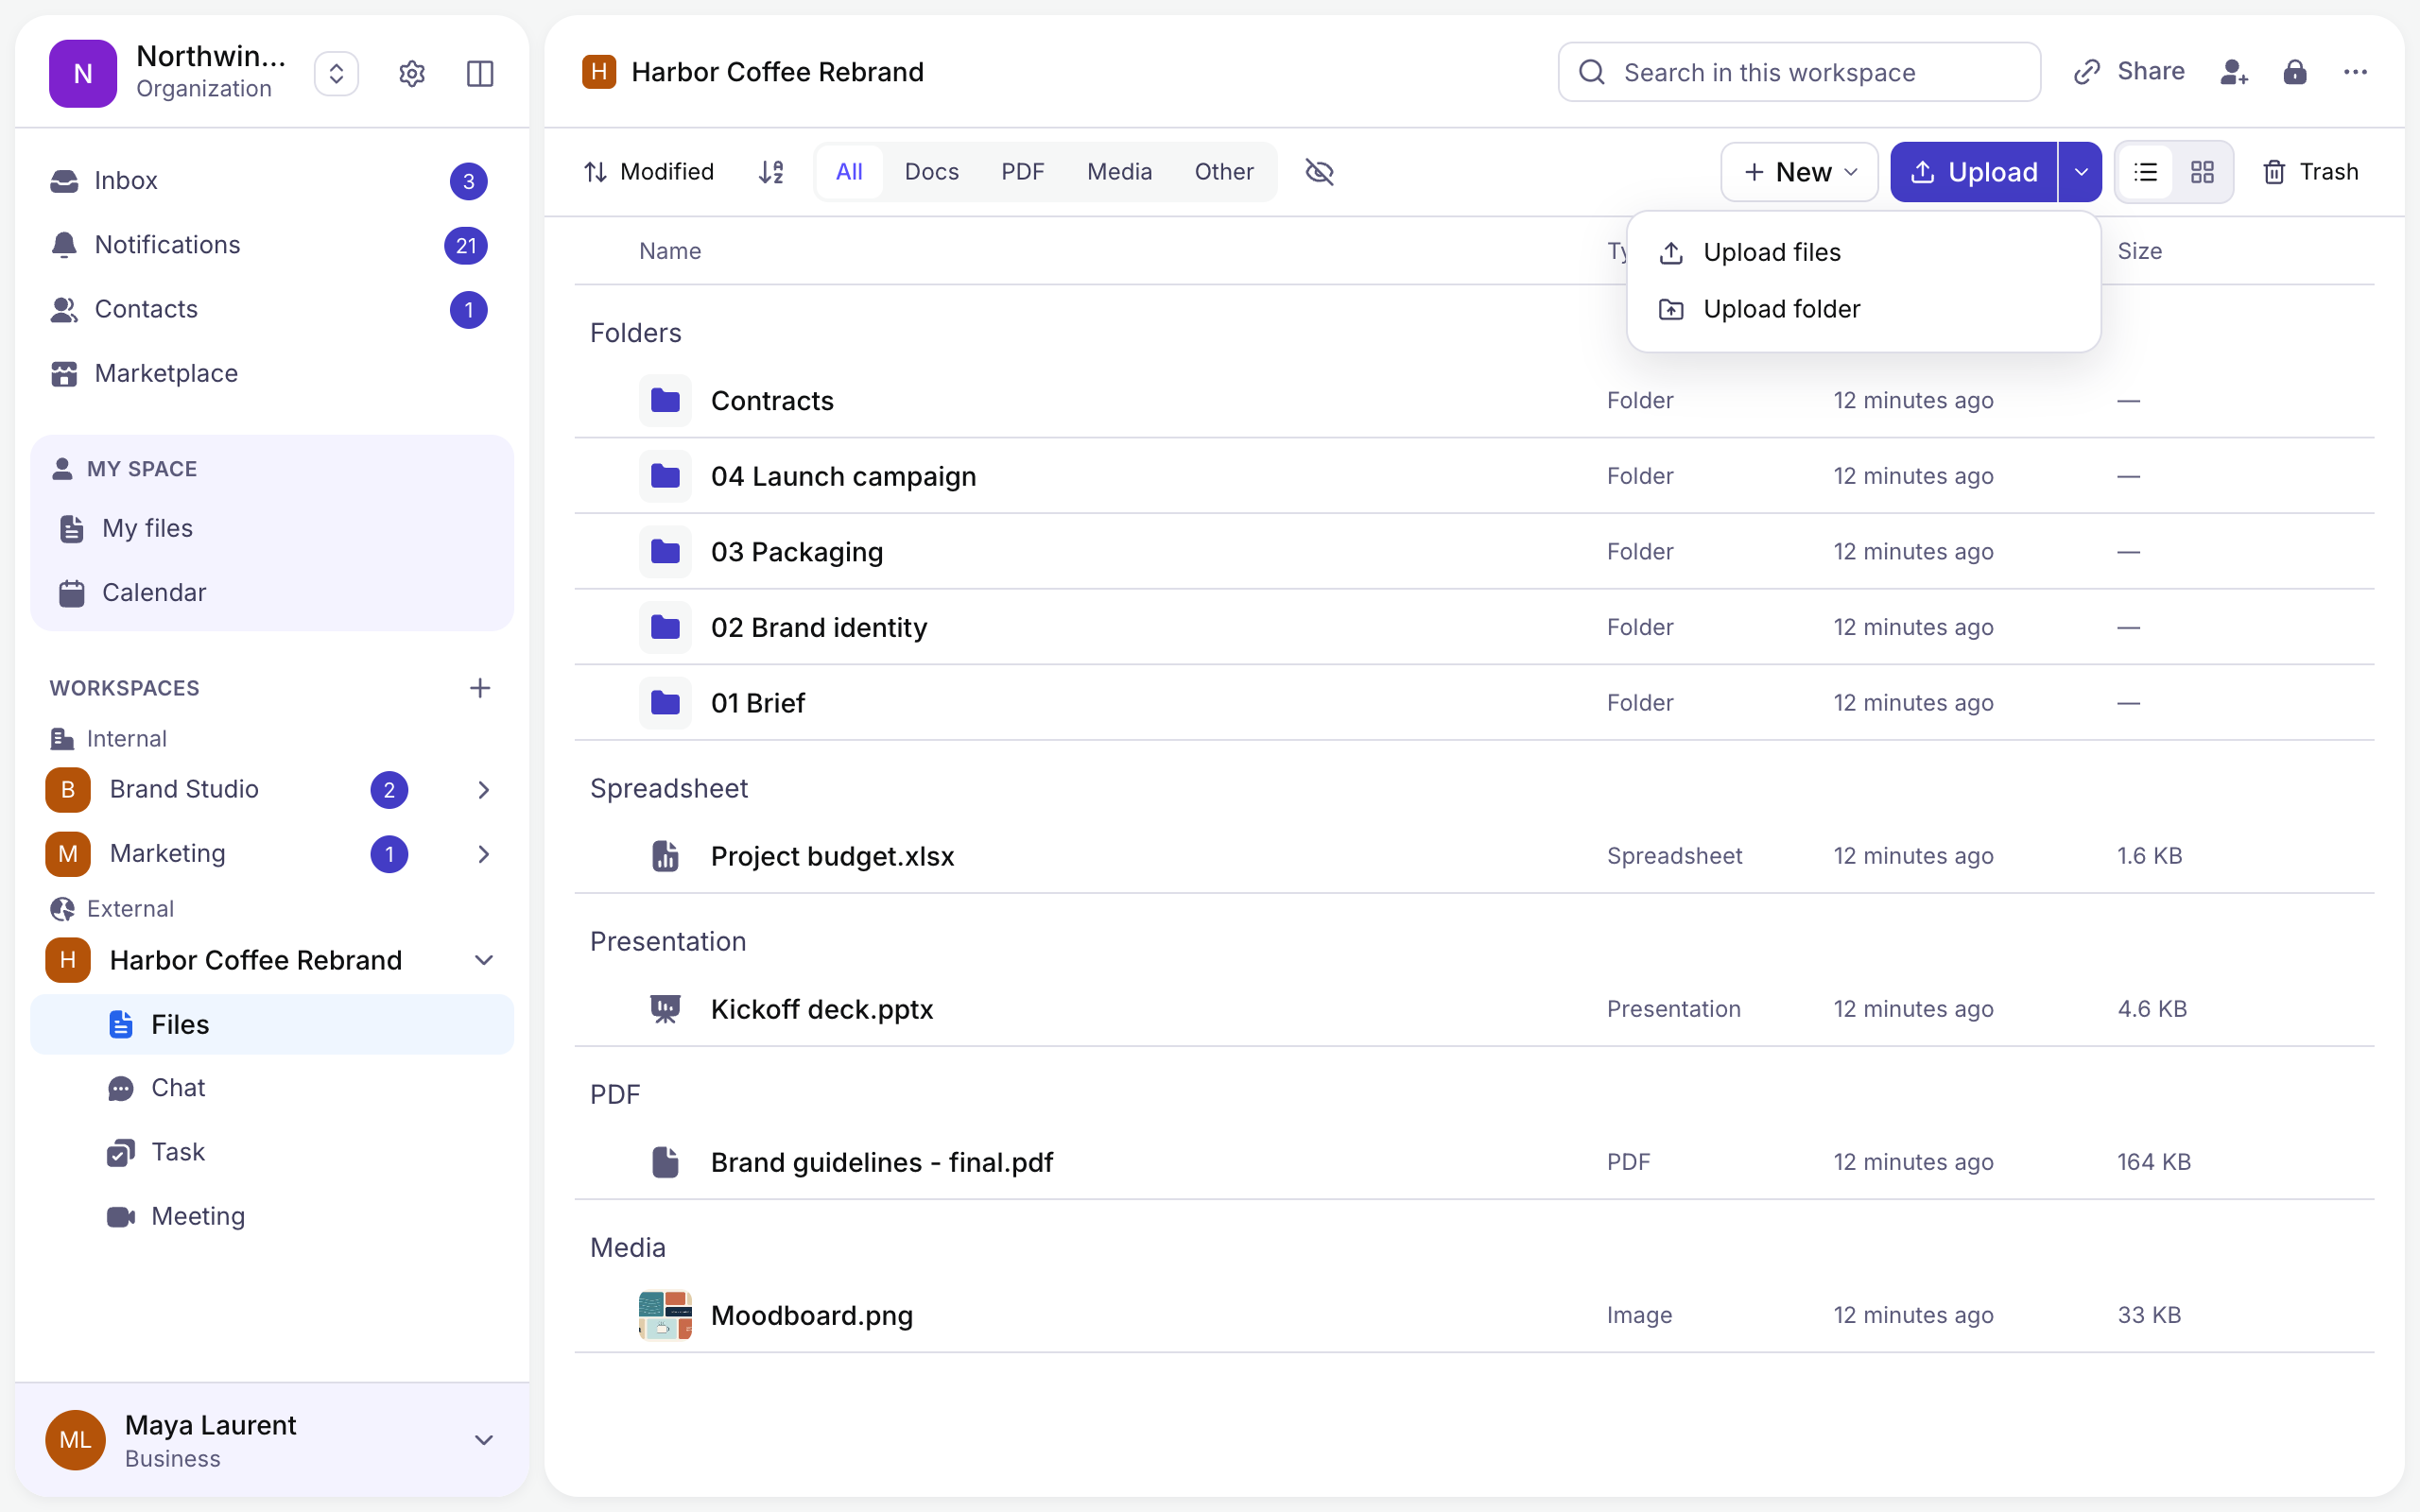 N
Northwin...
Organization
Inbox
3
Notifications
21
Contacts
1
Marketplace
MY SPACE
My files
Calendar
WORKSPACES
Internal
B
Brand Studio
2
M
Marketing
1
External
H
Harbor Coffee Rebrand
Files
Chat
Task
Meeting
ML
Maya Laurent
Business
H
Harbor Coffee Rebrand
Search in this workspace
Share
Modified
All
Docs
PDF
Media
Other
New
Upload
Trash
Upload files
Upload folder
Name
Ty
Size
Folders
Contracts
Folder
12 minutes ago
—
04 Launch campaign
Folder
12 minutes ago
—
03 Packaging
Folder
12 minutes ago
—
02 Brand identity
Folder
12 minutes ago
—
01 Brief
Folder
12 minutes ago
—
Spreadsheet
Project budget.xlsx
Spreadsheet
12 minutes ago
1.6 KB
Presentation
Kickoff deck.pptx
Presentation
12 minutes ago
4.6 KB
PDF
Brand guidelines - final.pdf
PDF
12 minutes ago
164 KB
Media
Moodboard.png
Image
12 minutes ago
33 KB